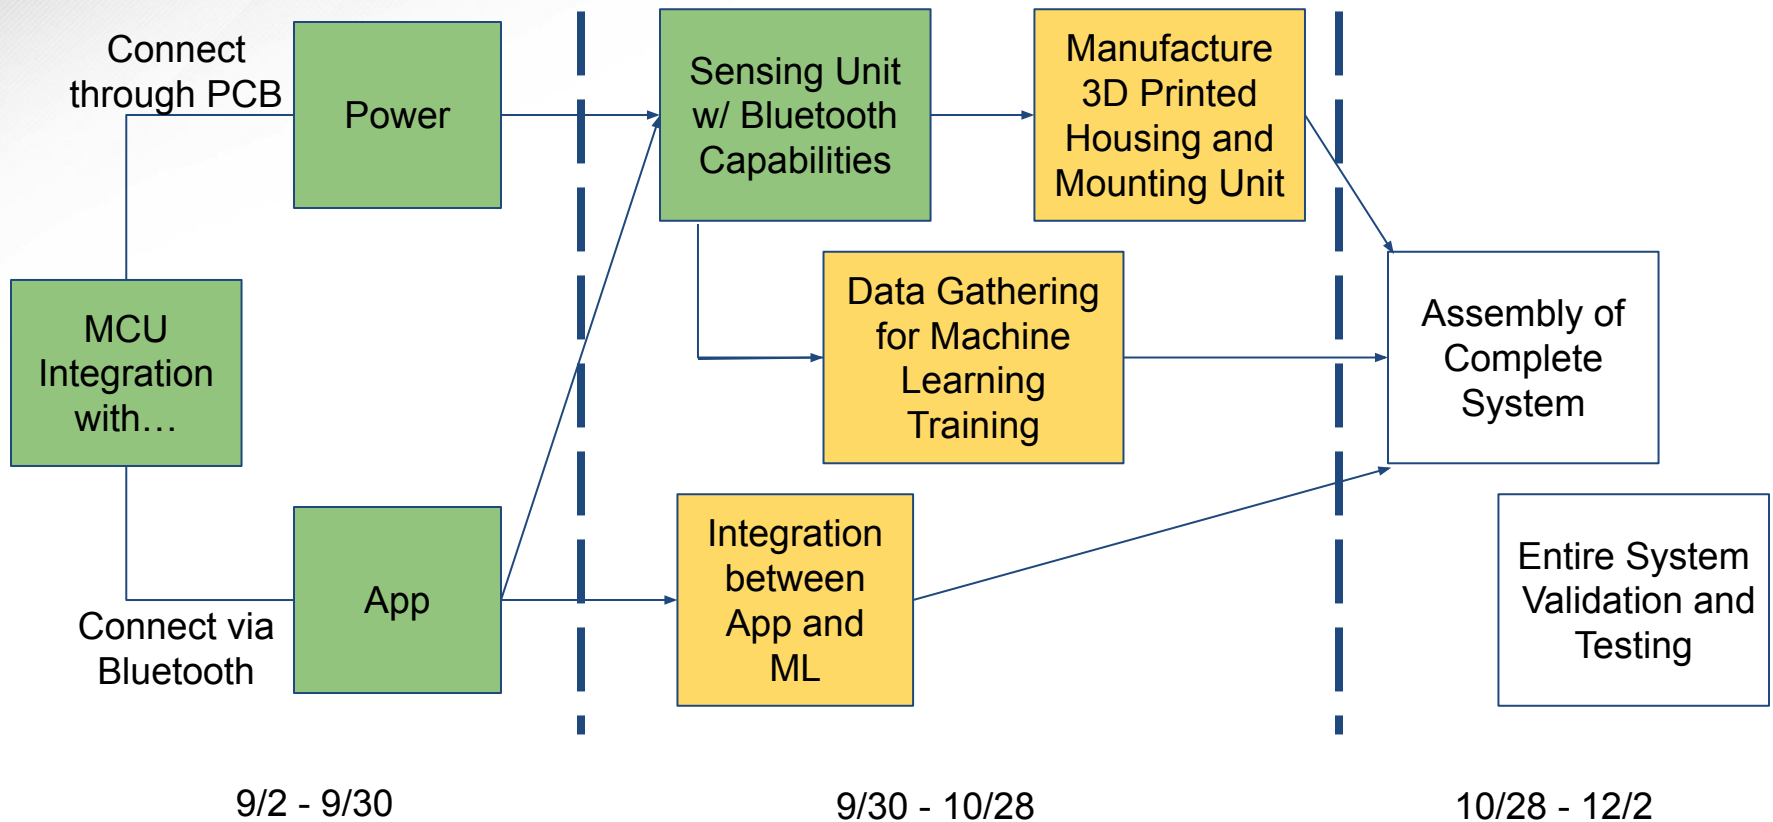 Connect
through PCB
Power
MCU
Integration
with…
App
Connect via
Bluetooth
Sensing Unit
w/ Bluetooth
Capabilities
Manufacture
3D Printed
Housing and
Mounting Unit
Data Gathering
for Machine
Learning
Training
Integration
between
App and
ML
Assembly of
Complete
System
Entire System
Validation and
Testing
9/2 - 9/30
9/30 - 10/28
10/28 - 12/2